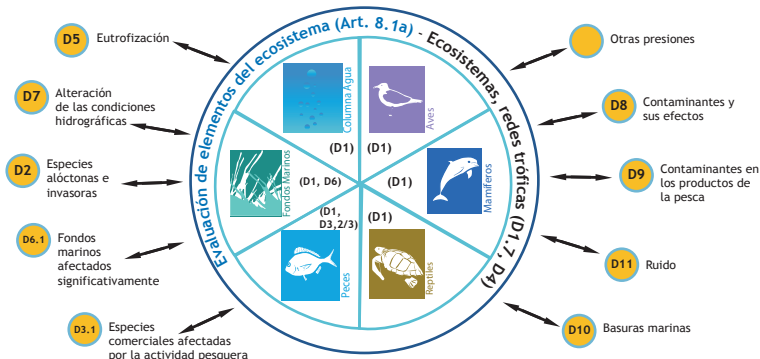 Evaluación de elementos del ecosistema (Art. 8.1a) - Ecosistemas, redes tróficas (D1.7, D4)
D5
Eutrofización
D7
Alteración
de las condiciones
hidrográficas
D2
Especies
alóctonas e
invasoras
D6.1
Fondos
marinos
afectados
significativamente
D3.1
Especies
comerciales afectadas
por la actividad pesquera
Columna Agua
(D1)
Aves
(D1)
Fondos Marinos
(D1, D6)
Mamíferos
(D1)
Peces
(D1,
D3,2/3)
Reptiles
(D1)
Otras presiones
D8
Contaminantes y
sus efectos
D9
Contaminantes en
los productos de
la pesca
D11
Ruido
D10
Basuras marinas